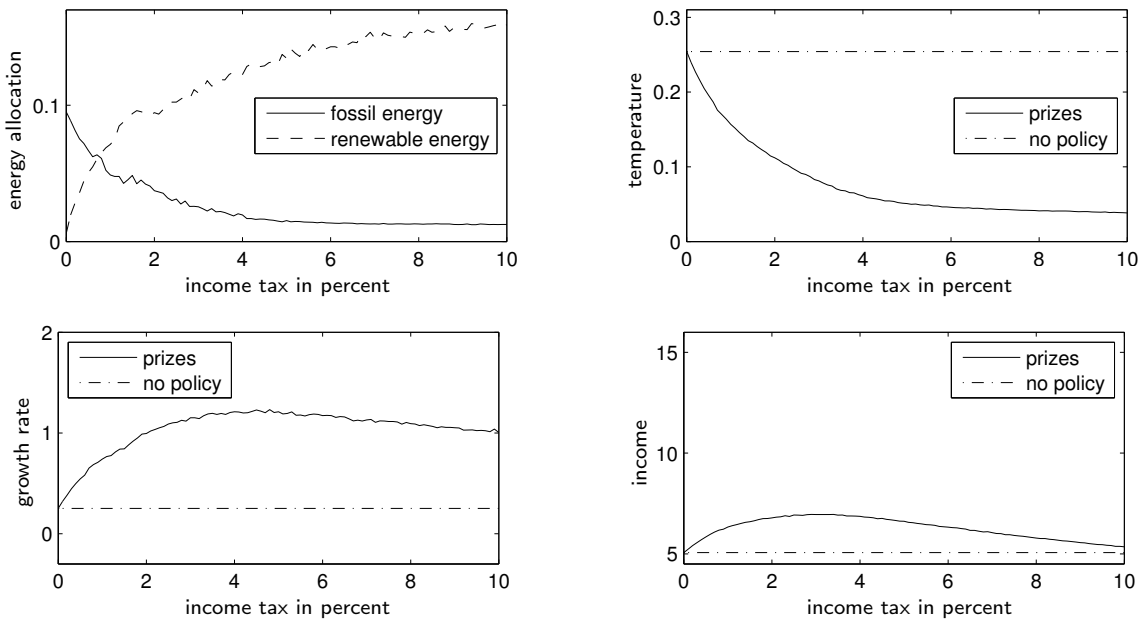 energy allocation
0.1
0
fossil energy
renewable energy
0 2 4 6 8 10
income tax in percent
temperature
0.3
0.2
0.1
0
prizes
no policy
0 2 4 6 8 10
income tax in percent
growth rate
2
1
0
prizes
no policy
0 2 4 6 8 10
income tax in percent
income
15
10
5
prizes
no policy
0 2 4 6 8 10
income tax in percent